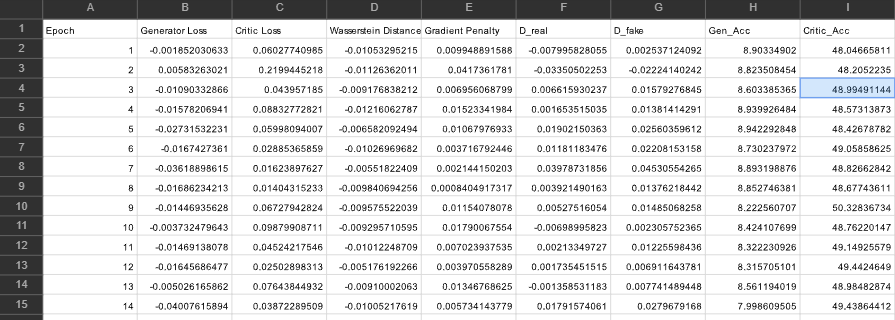 A B C D E F G H I
1 Epoch Generator Loss Critic Loss Wasserstein Distance Gradient Penalty D_real D_fake Gen_Acc Critic_Acc
2 1 -0.001852030633 0.06027740985 -0.01053295215 0.009948891588 -0.007995828055 0.002537124092 8.90334902 48.04665811
3 2 0.00583263021 0.2199445218 -0.01126362011 0.0417361781 -0.03350502253 -0.02224140242 8.823508454 48.2052235
4 3 -0.01090332866 0.043957185 -0.009176838212 0.006956068799 0.006615930237 0.01579276845 8.603385365 48.99491144
5 4 -0.01578206941 0.08832772821 -0.01216062787 0.01523341984 0.001653515035 0.01381414291 8.939926484 48.57313873
6 5 -0.02731532231 0.05998094007 -0.006582092494 0.01067976933 0.01902150363 0.02560359612 8.942292848 48.42678782
7 6 -0.0167427361 0.02885365859 -0.01026969682 0.003716792446 0.01181183476 0.02208153158 8.730237972 49.05858625
8 7 -0.03618898615 0.01623897627 -0.00551822409 0.002144150203 0.03978731856 0.04530554265 8.893198876 48.82662842
9 8 -0.01686234213 0.01404315233 -0.009840694256 0.0008404917317 0.003921490163 0.01376218442 8.852746381 48.67743611
10 9 -0.01446935628 0.06727942824 -0.009575522039 0.01154078078 0.00527516054 0.01485068258 8.222560707 50.32836734
11 10 -0.003732479643 0.09879908711 -0.009295710595 0.01790067554 -0.00698995823 0.002305752365 8.424107699 48.76220147
12 11 -0.01469138078 0.04524217546 -0.01012248709 0.007023937535 0.00213349727 0.01225598436 8.322230926 49.14925579
13 12 -0.01645686477 0.02502898313 -0.005176192266 0.003970558289 0.001735451515 0.006911643781 8.315705101 49.4424649
14 13 -0.005026165862 0.07643844932 -0.00910002063 0.01346768625 -0.001358531183 0.007741489448 8.561194019 48.98482874
15 14 -0.04007615894 0.03872289509 -0.01005217619 0.005734143779 0.01791574061 0.0279679168 7.998609505 49.43864412